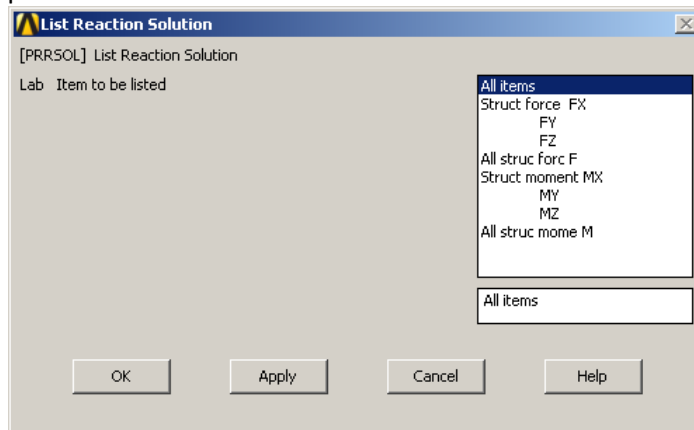 List Reaction Solution
[PRRSOL] List Reaction Solution
Lab Item to be listed
All items
Struct force FX
FY
FZ
All struc forc F
Struct moment MX
MY
MZ
All struc mome M
All items
OK Apply Cancel Help